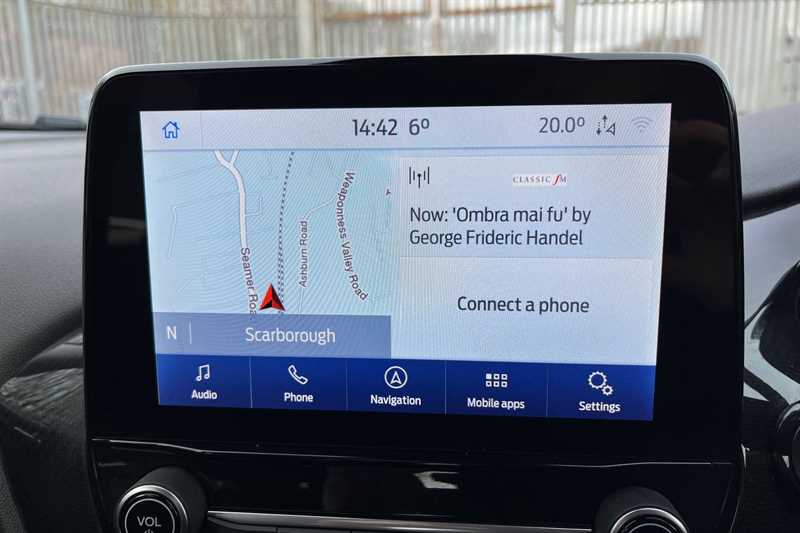 14:42 6º
20.0º
CLASSIC fM
Now: 'Ombra mai fu' by
George Frideric Handel
Connect a phone
Weaponness Valley Road
Ashburn Road
Seamer Roa
N
Scarborough
Audio
Phone
Navigation
Mobile apps
Settings
VOL